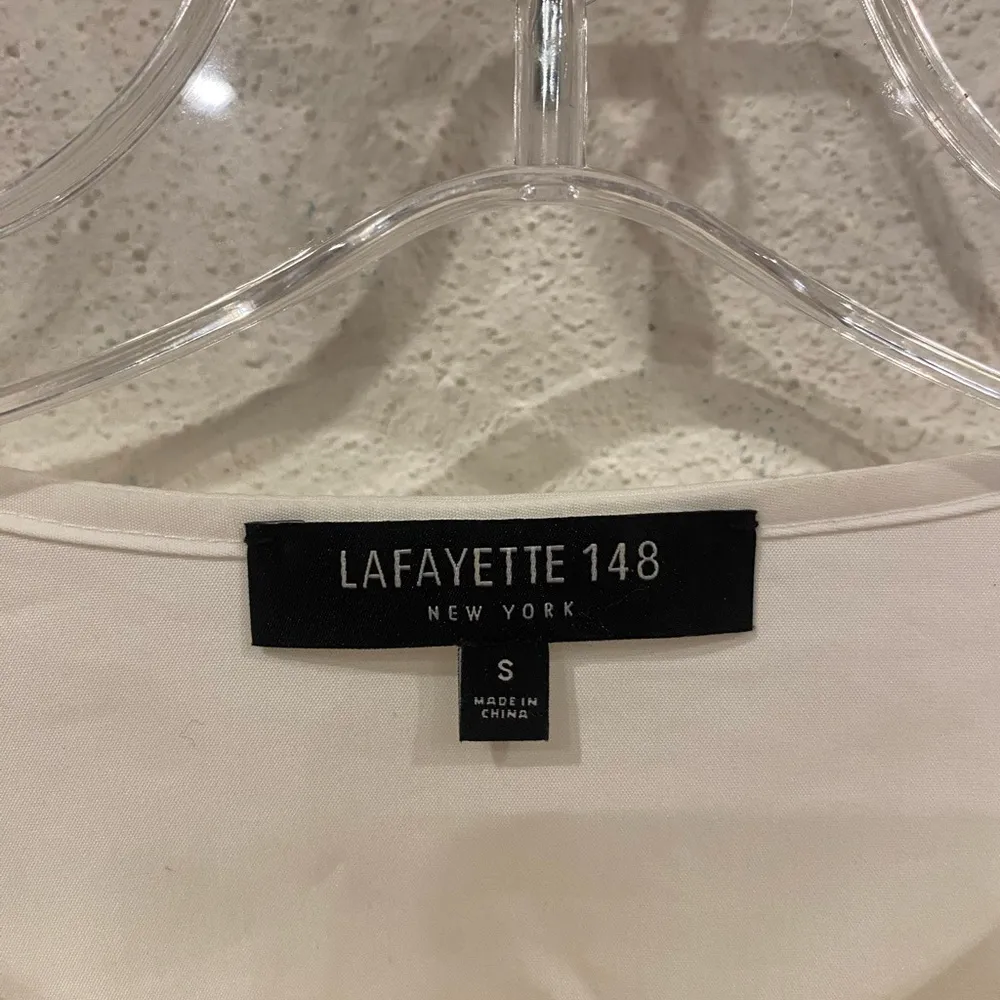 LAFAYETTE 148
NEW YORK
S
MADE IN
CHINA